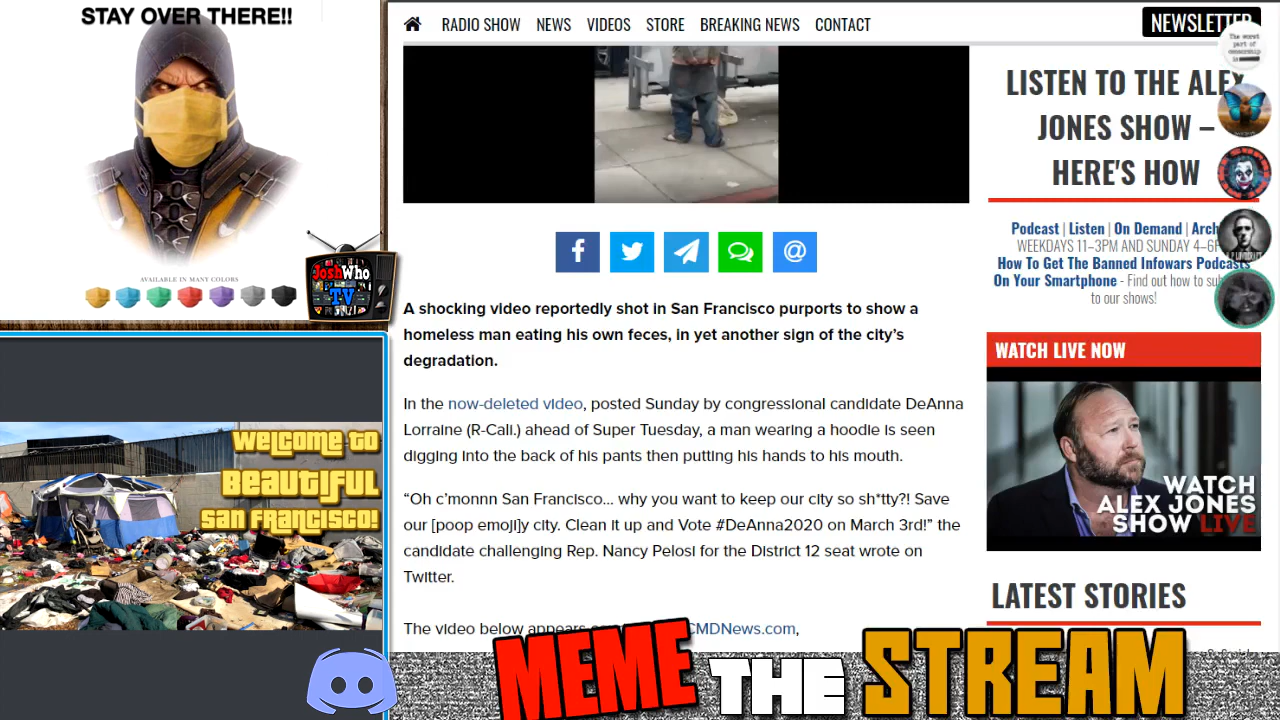 STAY OVER THERE!!
AVAILABLE IN MANY COLORS
JoshWho
TV
WELCOME TO
BEAUTIFUL
SAN FRANCISCO!
RADIO SHOW NEWS VIDEOS STORE BREAKING NEWS CONTACT
NEWSLETTER
The worst
part of
censorship
is
A shocking video reportedly shot in San Francisco purports to show a
homeless man eating his own feces, in yet another sign of the city’s
degradation.
In the now-deleted video, posted Sunday by congressional candidate DeAnna
Lorraine (R-Call.) ahead of Super Tuesday, a man wearing a hoodie is seen
digging into the back of his pants then putting his hands to his mouth.
“Oh c’monnn San Francisco… why you want to keep our city so sh*tty?! Save
our [poop emoji]y city. Clean it up and Vote #DeAnna2020 on March 3rd!” the
candidate challenging Rep. Nancy Pelosi for the District 12 seat wrote on
Twitter.
The video below appears
CMDNews.com,
LISTEN TO THE ALEX
JONES SHOW –
HERE'S HOW
Podcast | Listen | On Demand | Arch
WEEKDAYS 11–3PM AND SUNDAY 4–6P
How To Get The Banned Infowars Podcasts
On Your Smartphone - Find out how to su
to our shows!
WATCH LIVE NOW
WATCH
ALEX JONES
SHOW LIVE
LATEST STORIES
MEME THE STREAM